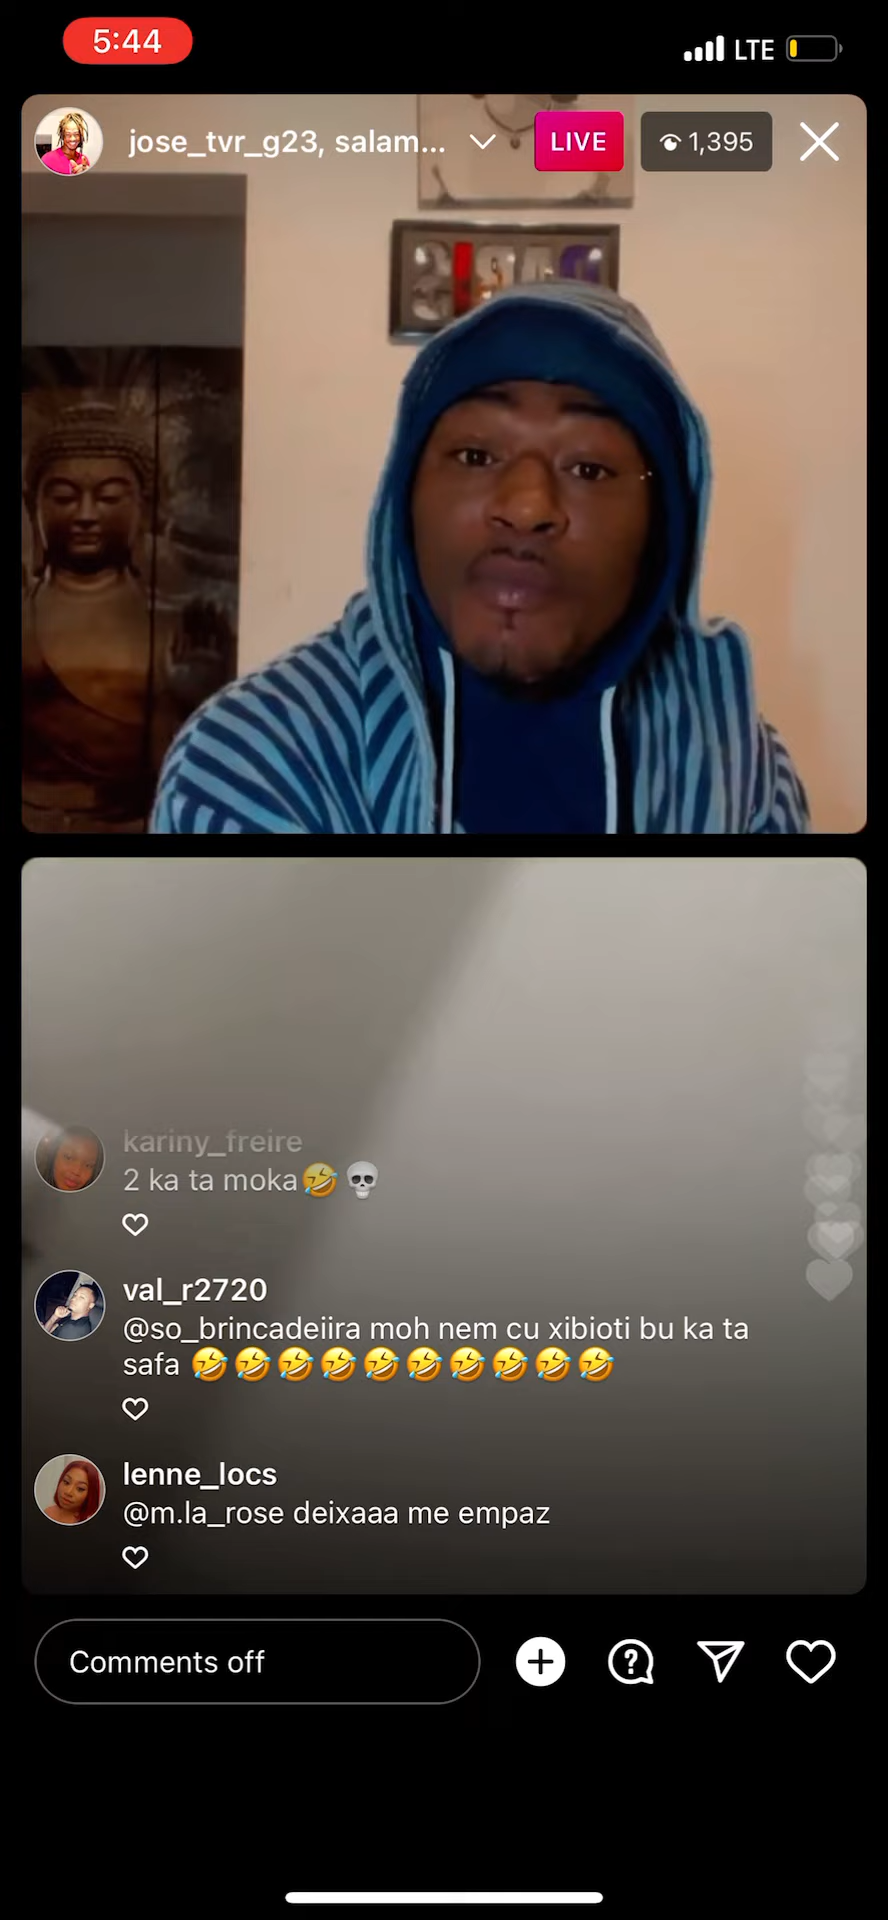 5:44
LTE
jose_tvr_g23, salam...
LIVE
1,395
kariny_freire
2 ka ta moka🤣💀
val_r2720
@so_brincadeiira moh nem cu xibioti bu ka ta
safa 🤣🤣🤣🤣🤣🤣🤣🤣🤣🤣
lenne_locs
@m.la_rose deixaaa me empaz
Comments off